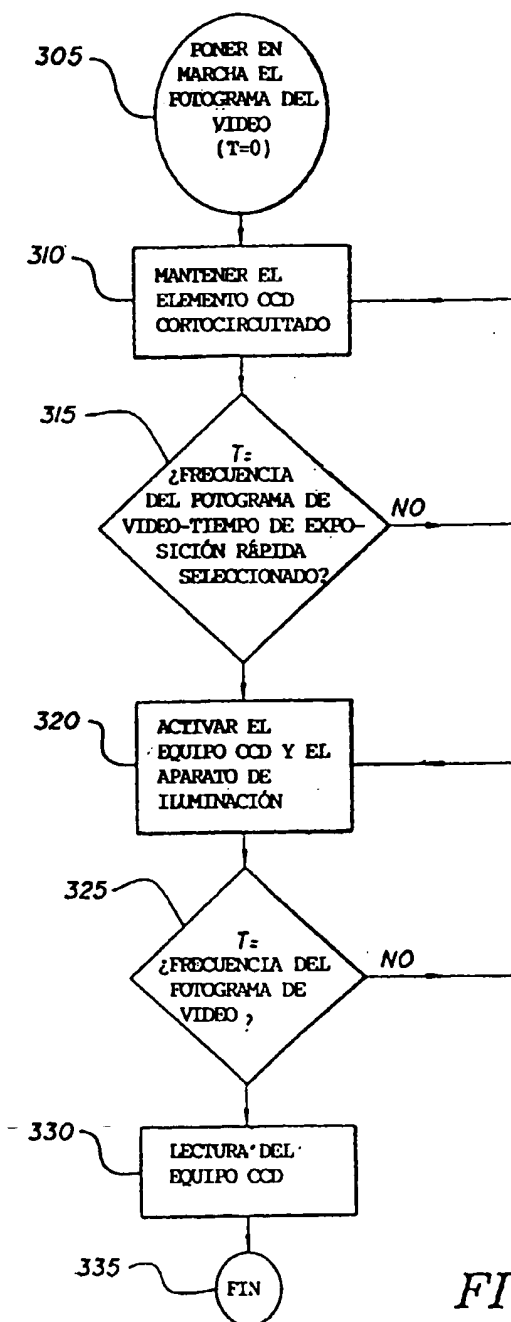 305
PONER EN
MARCHA EL
FOTOGRAMA DEL
VIDEO
(T=0)
310
MANTENER EL
ELEMENTO CCD
CORTOCIRCUITADO
315
T=
¿FRECUENCIA
DEL FOTOGRAMA DE
VIDEO-TIEMPO DE EXPO-
SICIÓN RÁPIDA
SELECCIONADO?
NO
320
ACTIVAR EL
EQUIPO CCD Y EL
APARATO DE
ILUMINACIÓN
325
T=
¿FRECUENCIA DEL
FOTOGRAMA DE
VIDEO?
NO
330
LECTURA DEL
EQUIPO CCD
335
FIN
FI